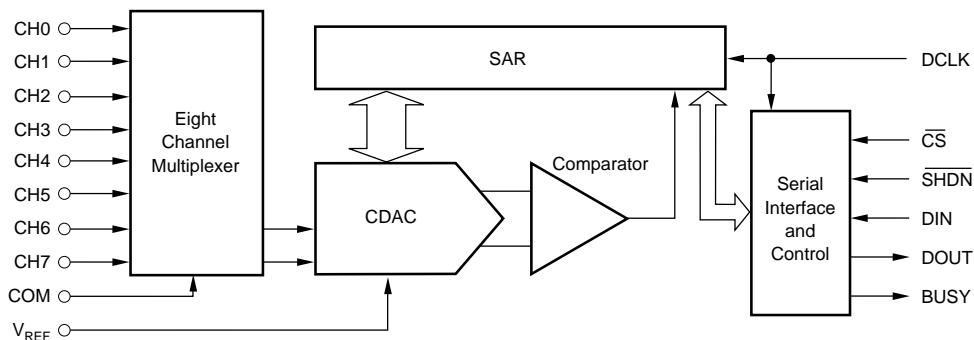 CH0
CH1
CH2
CH3
CH4
CH5
CH6
CH7
COM
VREF
Eight
Channel
Multiplexer
SAR
CDAC
Comparator
Serial
Interface
and
Control
DCLK
CS
SHDN
DIN
DOUT
BUSY